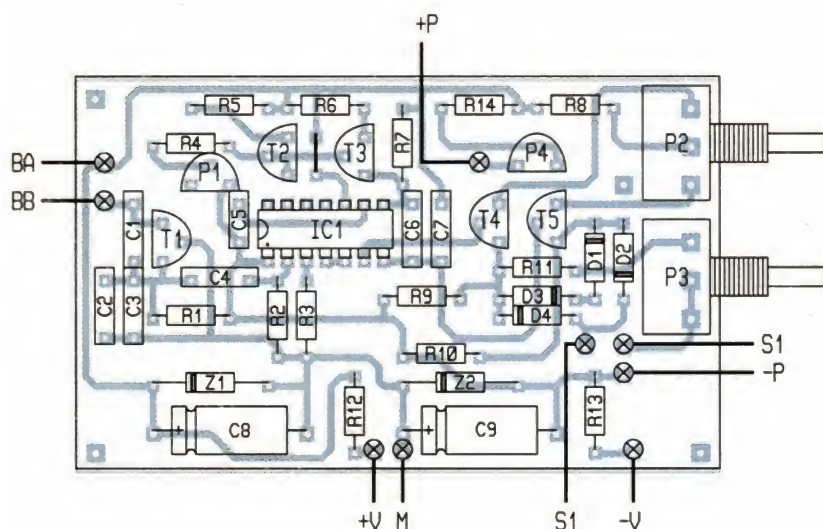 +P
R5 R6 R14 R8
R4 T2 T3 R7 P4 P2
BA
P1
BB
C1 T1 C5 IC1 C6 C7 T4 T5
D1 D2
C4 R11 P3
C2 C3 R1 R2 R3 R9 D3
D4
S1
R10
-P
Z1 Z2
R12 R13
+ C8 + C9
+V M S1 -V